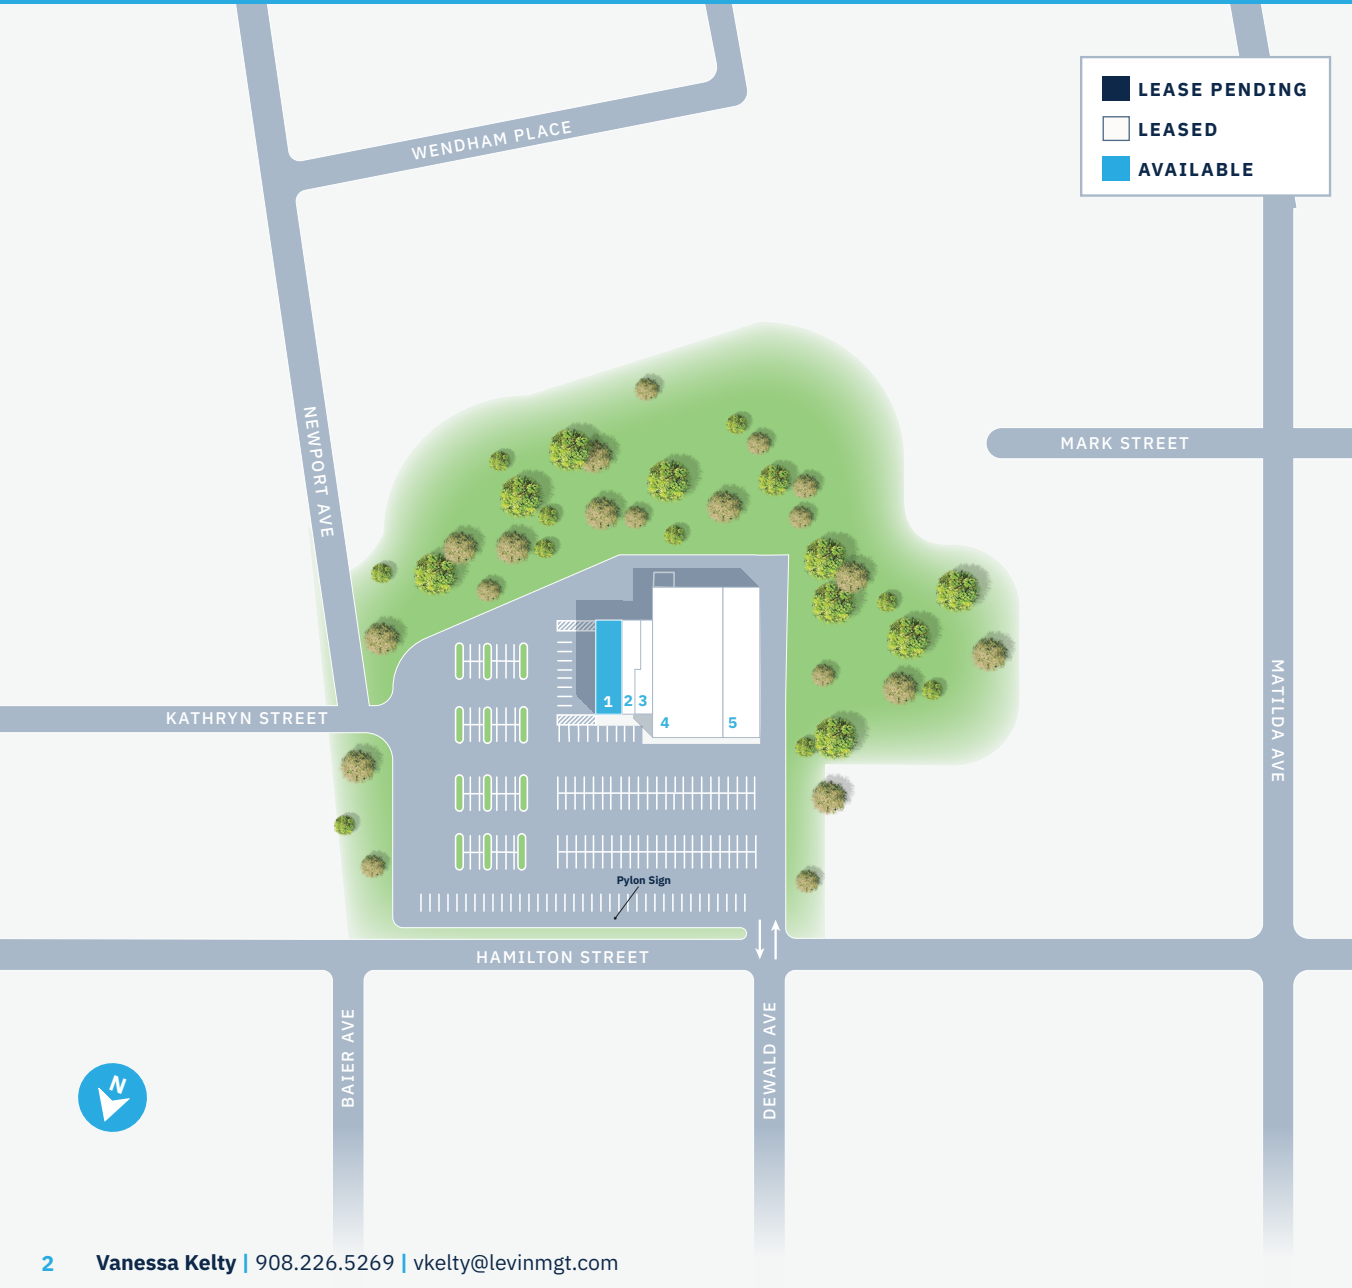 LEASE PENDING
LEASED
AVAILABLE
WENDHAM PLACE
NEWPORT AVE
MARK STREET
MATILDA AVE
KATHRYN STREET
1
2
3
4
5
Pylon Sign
HAMILTON STREET
BAIER AVE
DEWALD AVE
N
2 Vanessa Kelty | 908.226.5269 | vkelty@levinmgt.com